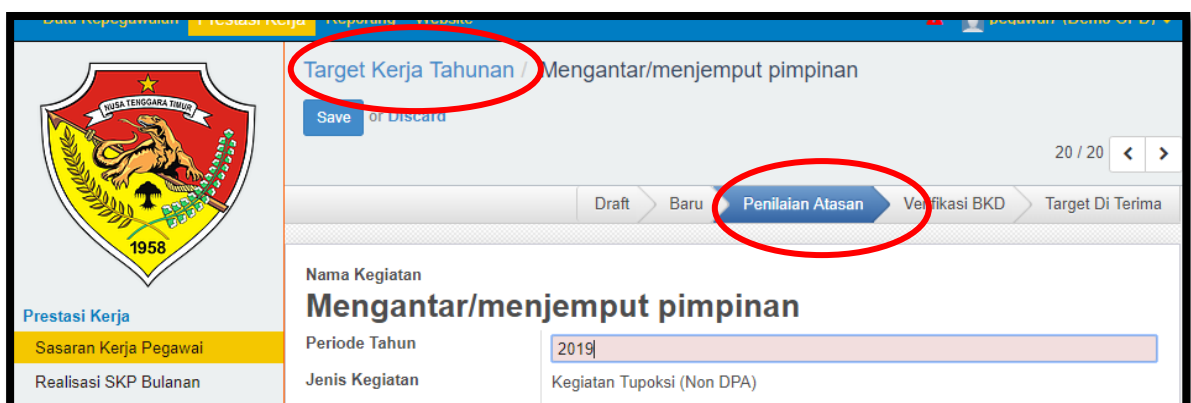 Data Kepegawaian Prestasi Kerja Reporting Website pegawai7 (Demo OPD)
NUSA TENGGARA TIMUR
1958
Target Kerja Tahunan / Mengantar/menjemput pimpinan
Save or Discard
20 / 20
Draft Baru Penilaian Atasan Verifikasi BKD Target Di Terima
Nama Kegiatan
Mengantar/menjemput pimpinan
Prestasi Kerja
Sasaran Kerja Pegawai
Realisasi SKP Bulanan
Periode Tahun 2019
Jenis Kegiatan Kegiatan Tupoksi (Non DPA)